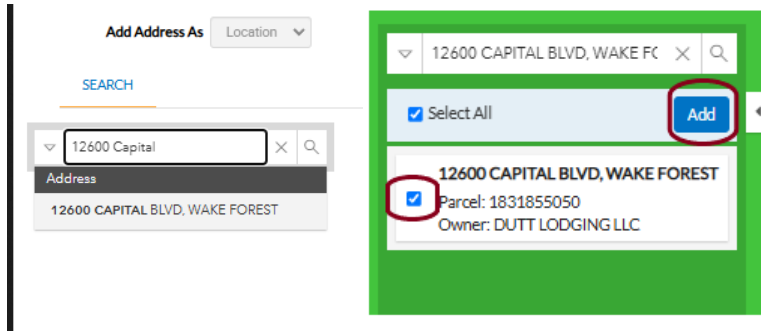 Add Address As Location
SEARCH
12600 Capital
Address
12600 CAPITAL BLVD, WAKE FOREST
12600 CAPITAL BLVD, WAKE FC
Select All Add
12600 CAPITAL BLVD, WAKE FOREST
Parcel: 1831855050
Owner: DUTT LODGING LLC